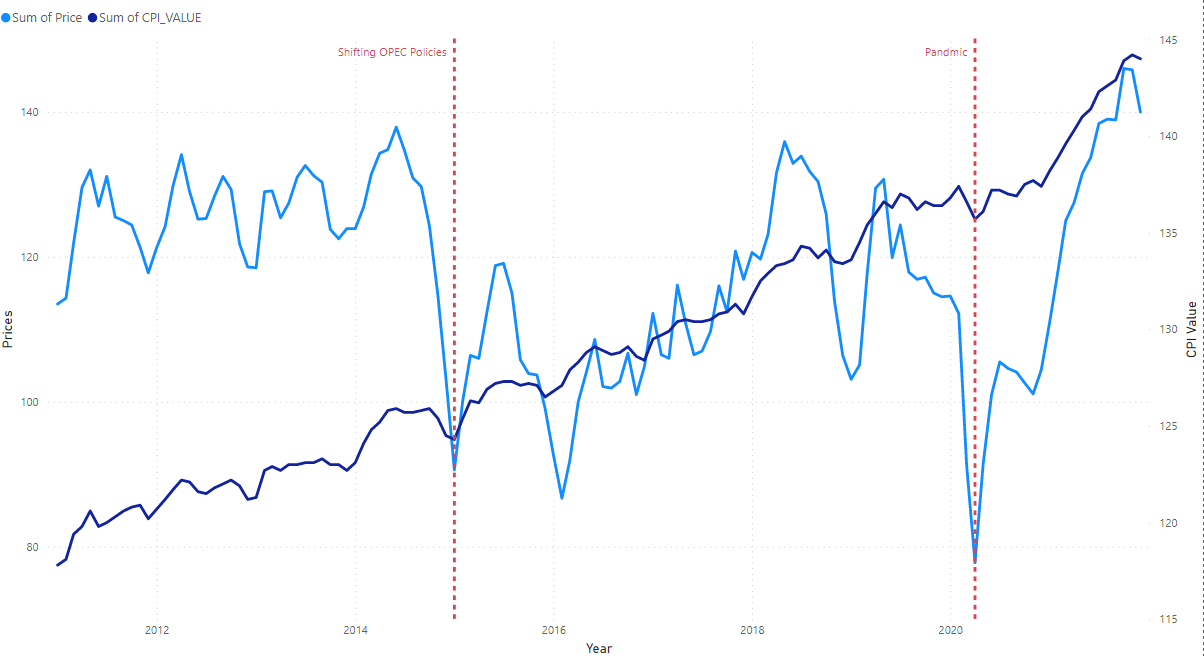 Sum of Price Sum of CPI_VALUE
Shifting OPEC Policies
Pandmic
145
140
140
135
120
130
Prices
CPI Value
100
125
120
80
115
2012 2014 2016 2018 2020
Year